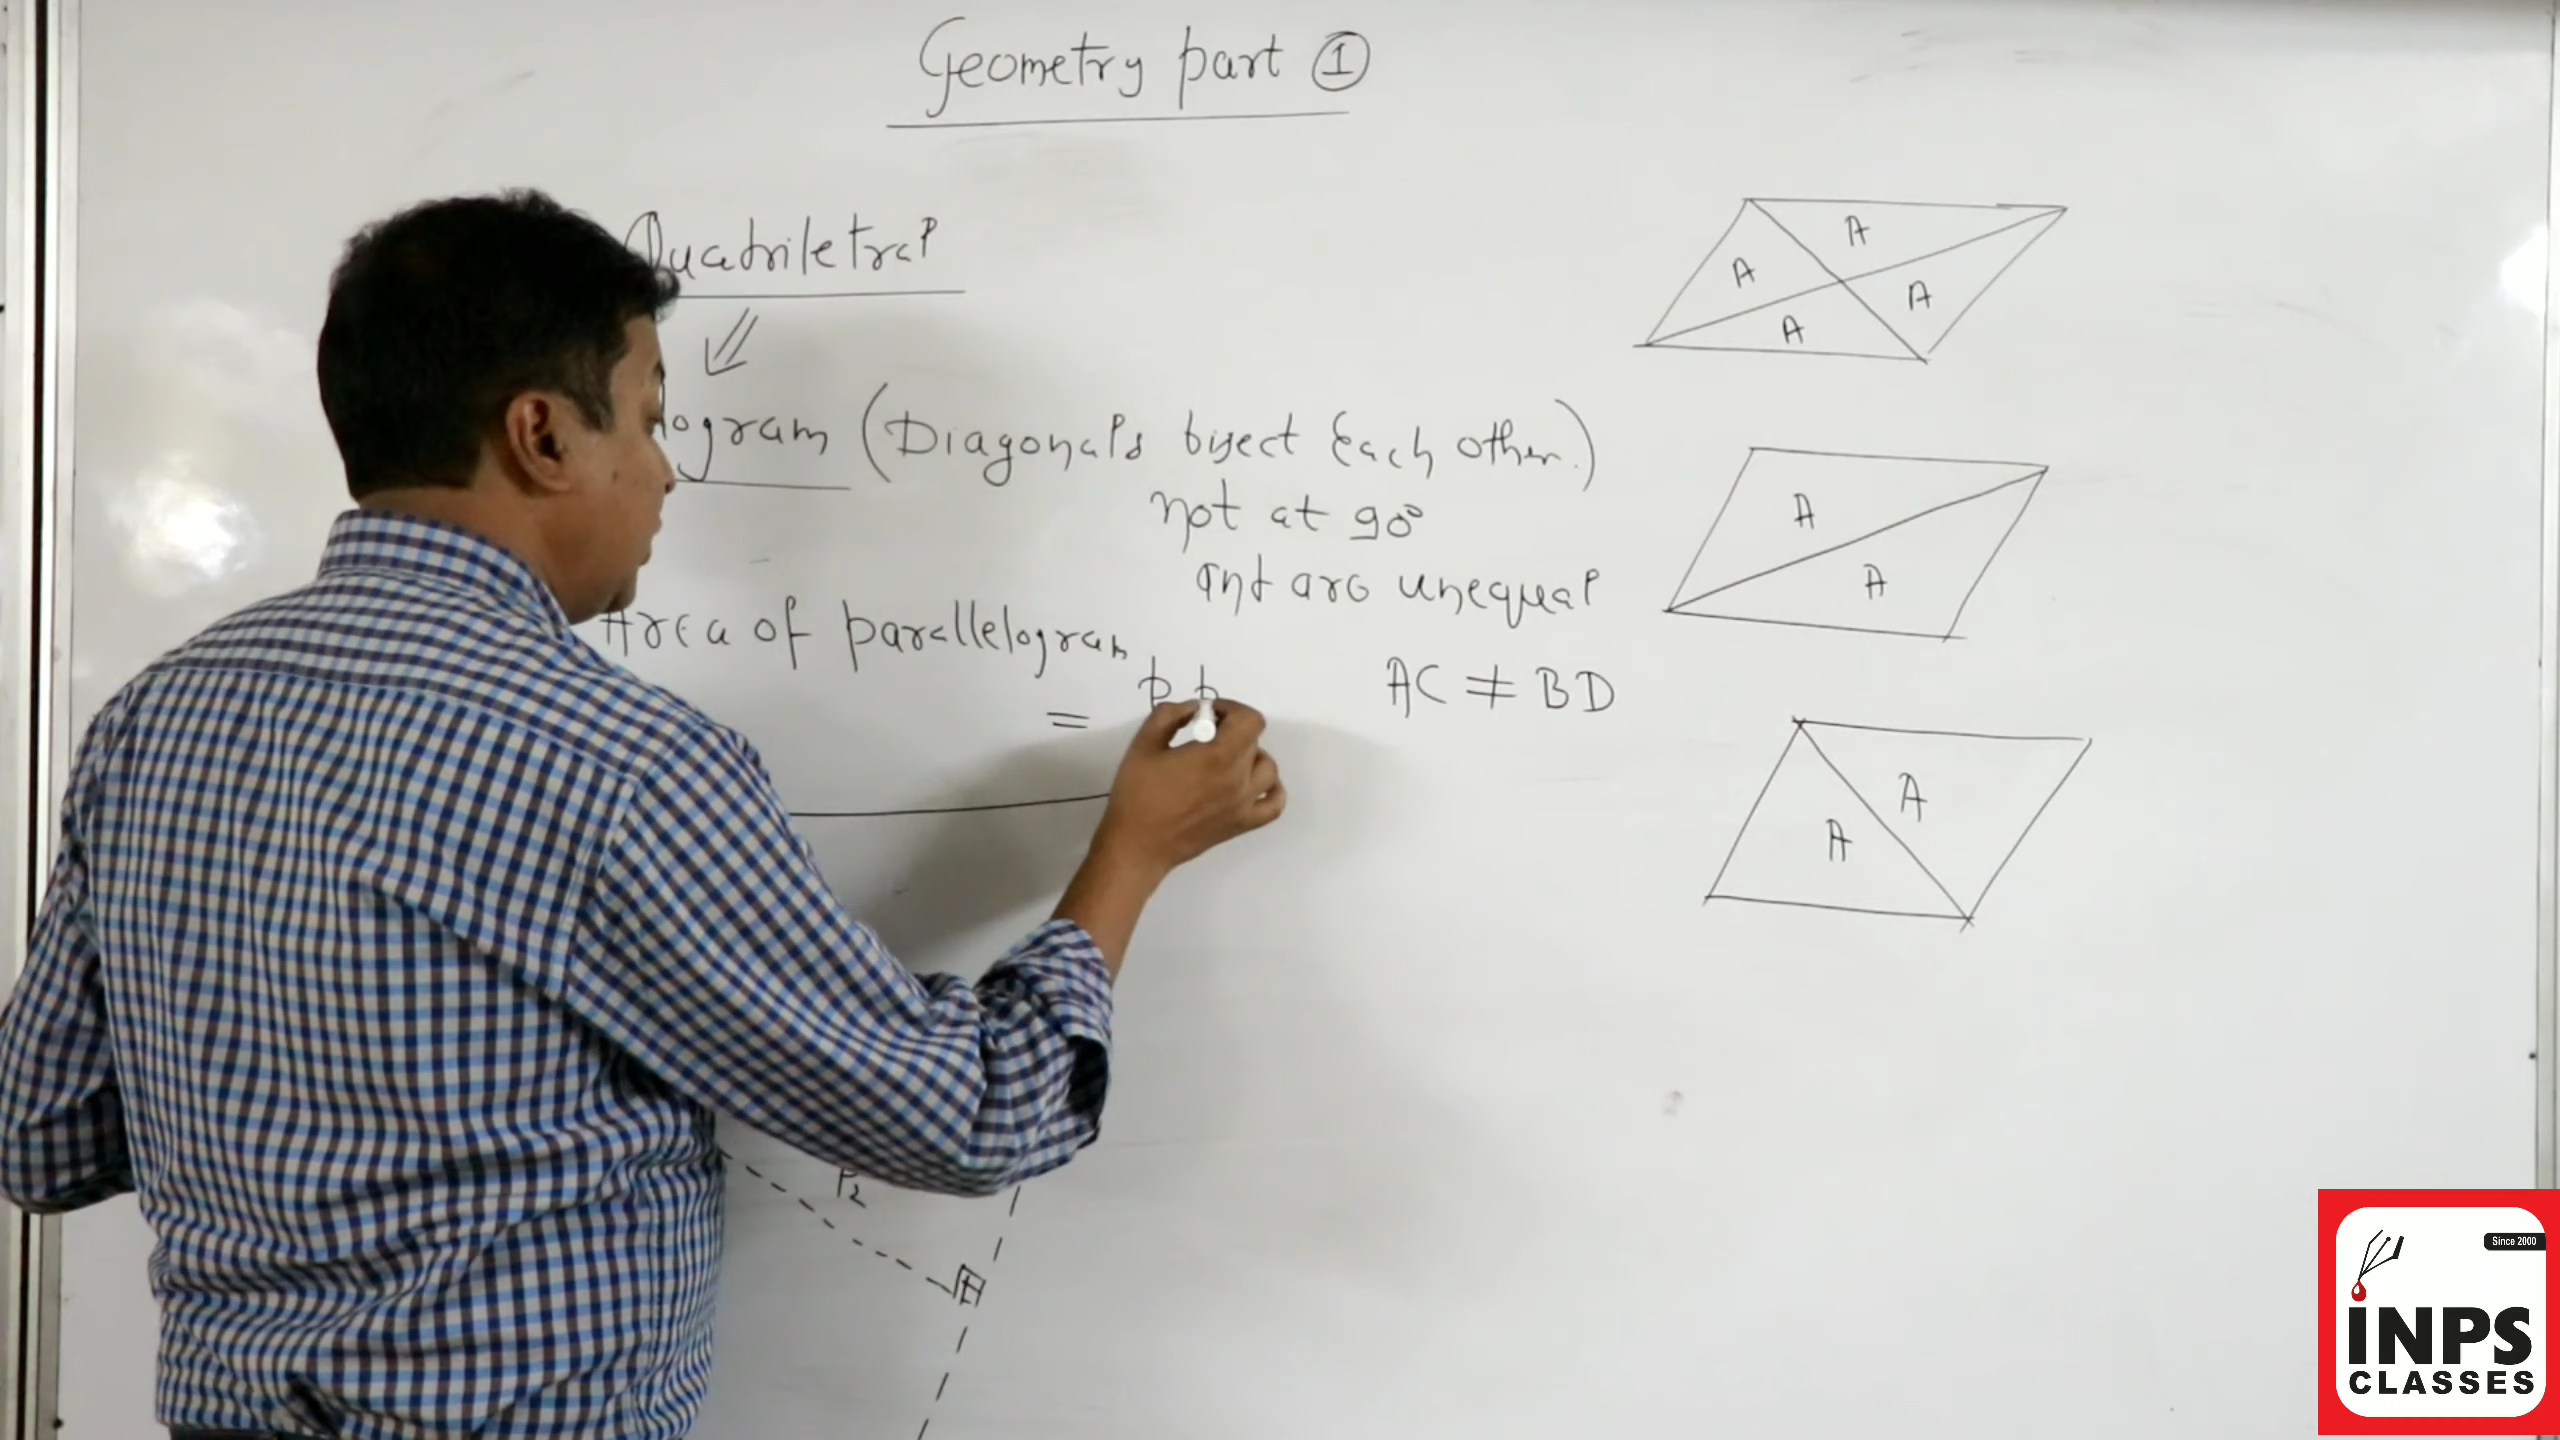 Geometry part ①
Quadriletral
logram (Diagonals bisect Each other.)
not at 90°
and are unequal
Area of parallelogram
=
AC ≠ BD
A
A
A
A
A
A
A
A
P2
Since 2000
INPS
CLASSES